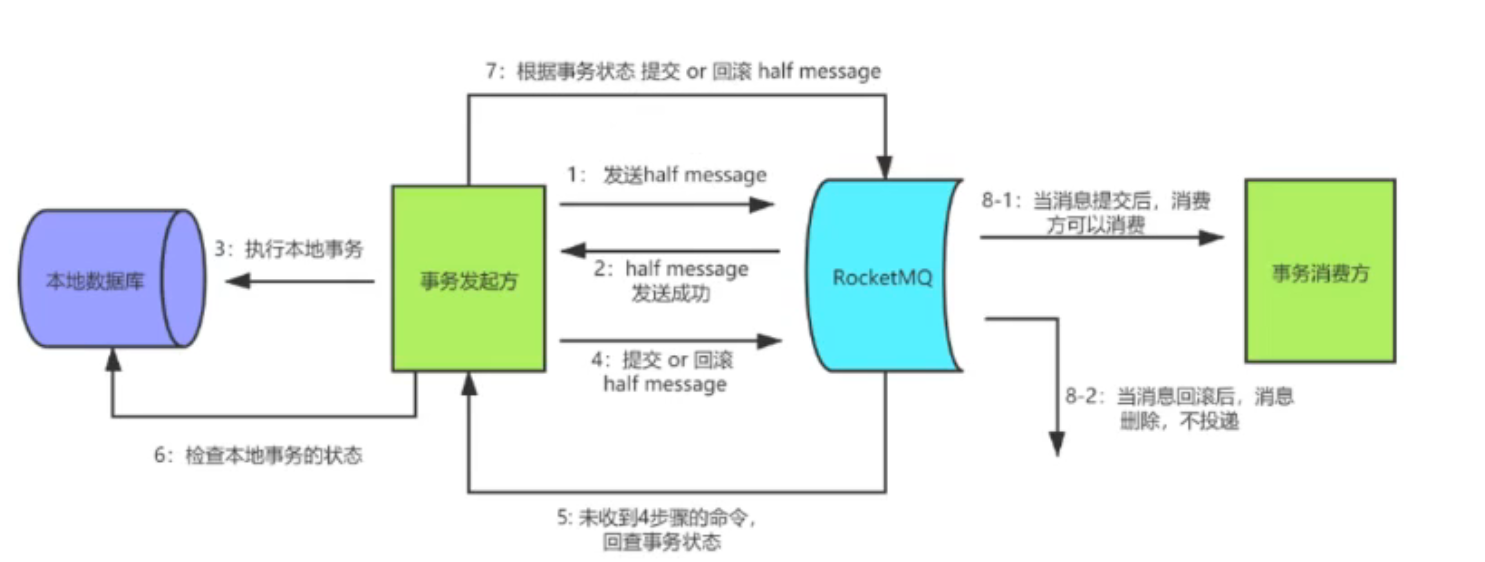 7：根据事务状态 提交 or 回滚 half message
1： 发送half message
3：执行本地事务
本地数据库
事务发起方
2：half message
发送成功
RocketMQ
8-1：当消息提交后，消费
方可以消费
事务消费方
4：提交 or 回滚
half message
8-2：当消息回滚后，消息
删除，不投递
6：检查本地事务的状态
5: 未收到4步骤的命令，
回查事务状态